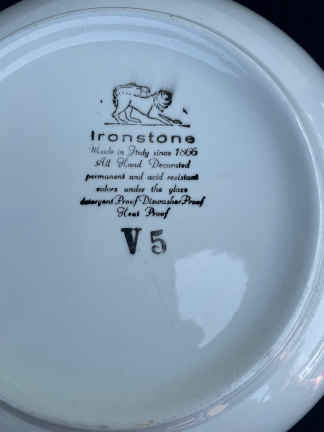 Ironstone
Made in Italy since 1866
All Hand Decorated
permanent and acid resistant
colors under the glaze
detergent Proof Dishwasher Proof
Heat Proof
V5